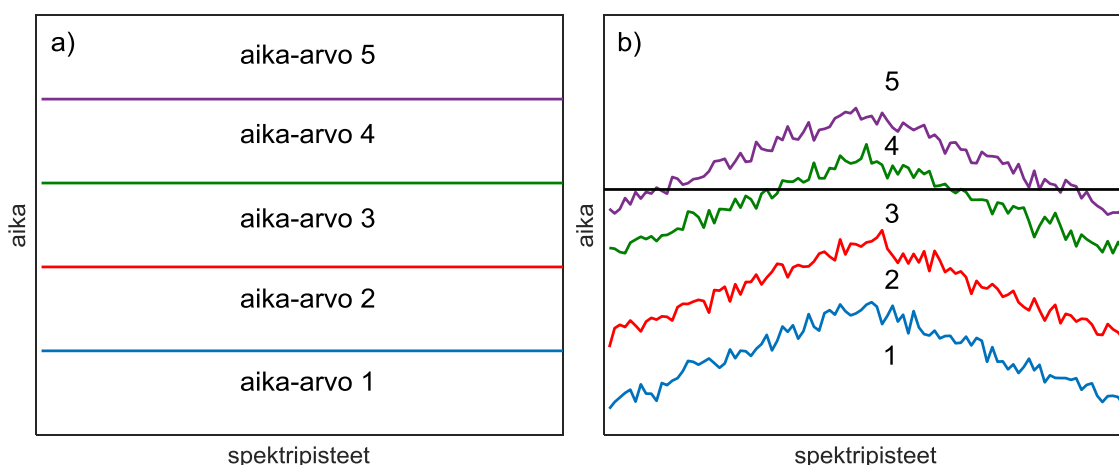 a)
aika-arvo 5
aika-arvo 4
aika-arvo 3
aika-arvo 2
aika-arvo 1
aika
spektripisteet
b)
5
4
3
2
1
aika
spektripisteet